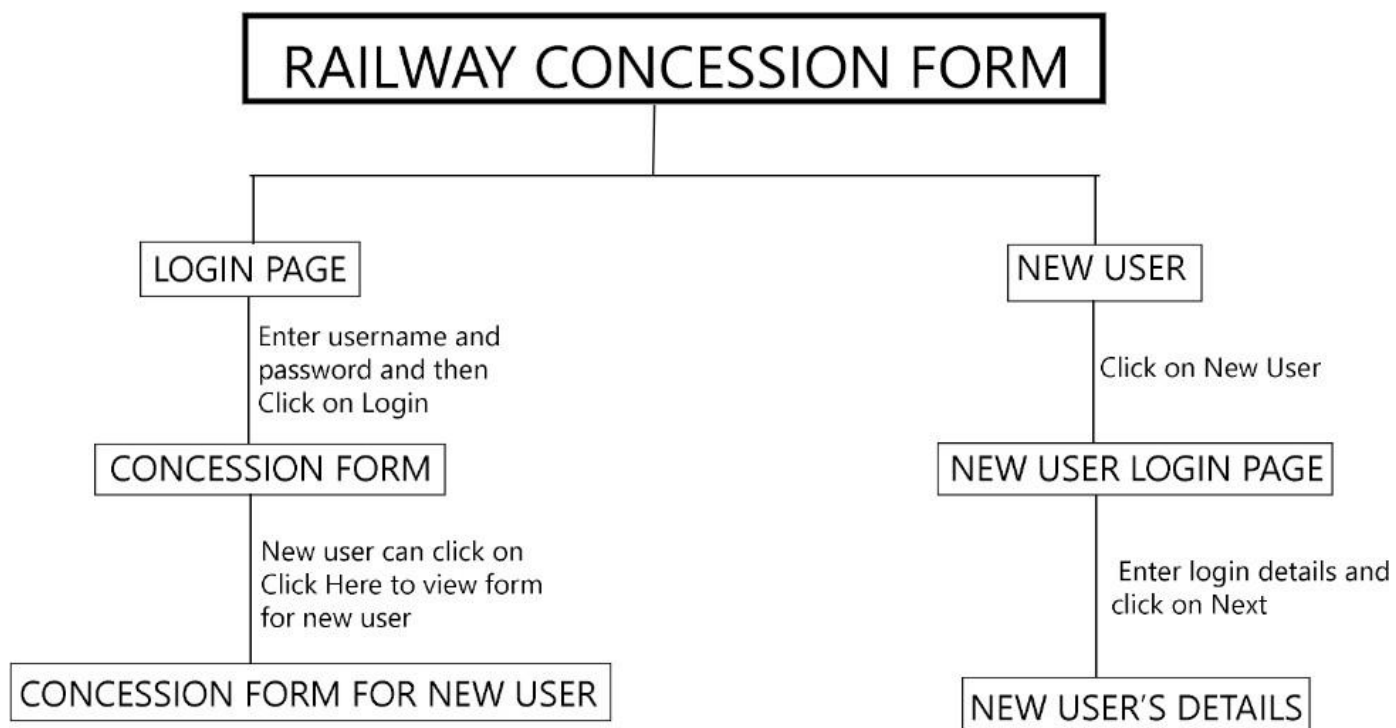 RAILWAY CONCESSION FORM
LOGIN PAGE
NEW USER
Enter username and
password and then
Click on Login
Click on New User
CONCESSION FORM
NEW USER LOGIN PAGE
New user can click on
Click Here to view form
for new user
Enter login details and
click on Next
CONCESSION FORM FOR NEW USER
NEW USER'S DETAILS